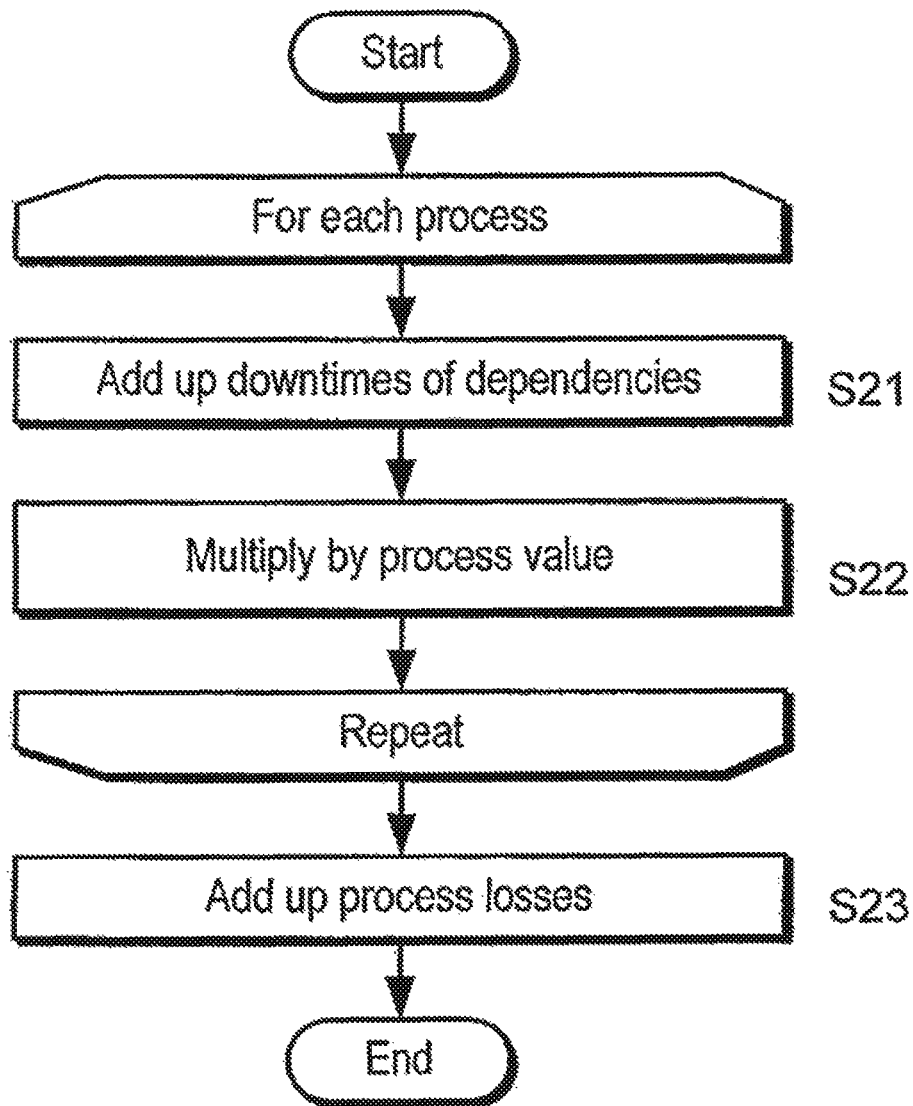 Start
For each process
Add up downtimes of dependencies
S21
Multiply by process value
S22
Repeat
Add up process losses
S23
End